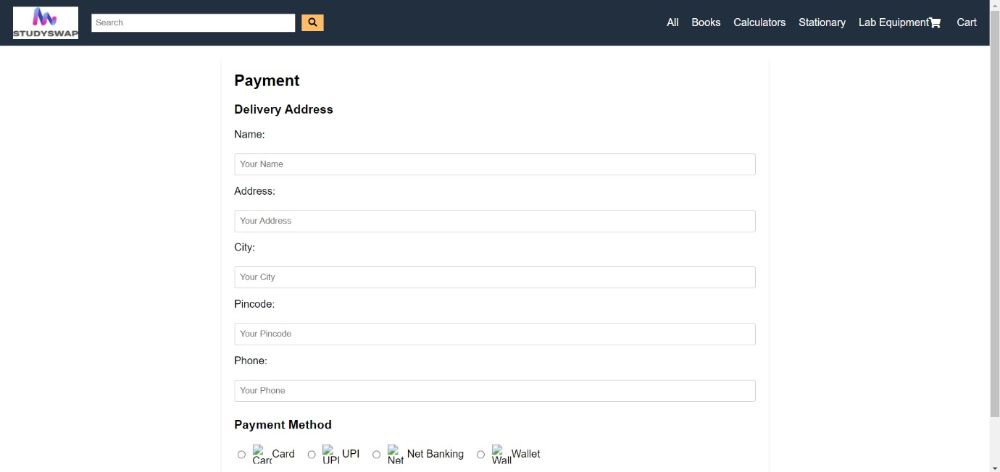 STUDYSWAP
Search
All Books Calculators Stationary Lab Equipment Cart
Payment
Delivery Address
Name:
Your Name
Address:
Your Address
City:
Your City
Pincode:
Your Pincode
Phone:
Your Phone
Payment Method
Card Card UPI UPI Net Net Banking Wall Wallet